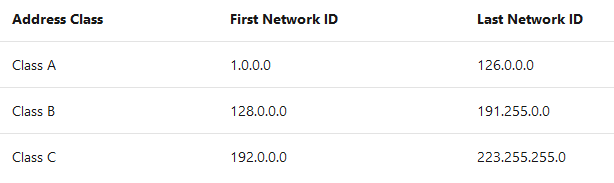 Address Class First Network ID Last Network ID
Class A 1.0.0.0 126.0.0.0
Class B 128.0.0.0 191.255.0.0
Class C 192.0.0.0 223.255.255.0